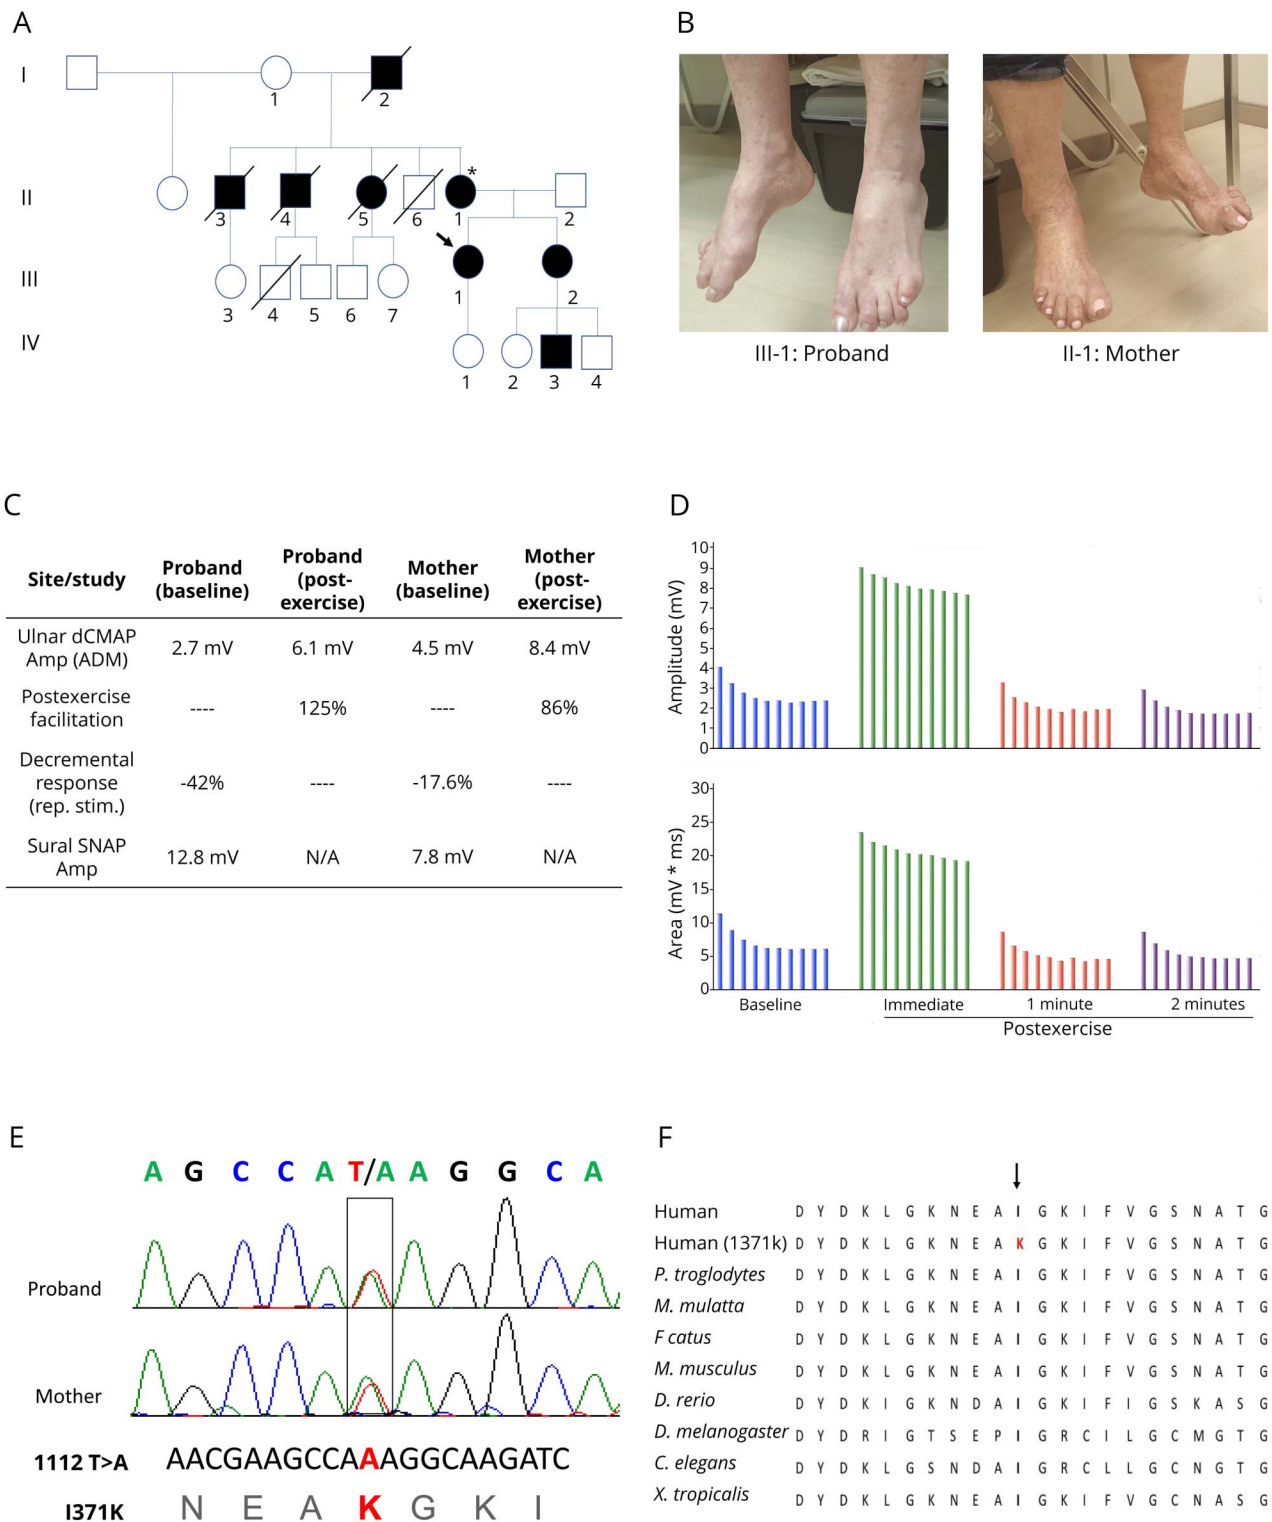 A
I
1
2
II
*
3
4
5
6
1
2
III
1
2
3
4
5
6
7
IV
1
2
3
4
B
III-1: Proband
II-1: Mother
C
Site/study
Proband
(baseline)
Proband
(post-
exercise)
Mother
(baseline)
Mother
(post-
exercise)
Ulnar dCMAP
Amp (ADM)
2.7 mV
6.1 mV
4.5 mV
8.4 mV
Postexercise
facilitation
----
125%
----
86%
Decremental
response
(rep. stim.)
-42%
----
-17.6%
----
Sural SNAP
Amp
12.8 mV
N/A
7.8 mV
N/A
D
Amplitude (mV)
10
9
8
7
6
5
4
3
2
1
0
Area (mV * ms)
30
25
20
15
10
5
0
Baseline
Immediate
1 minute
2 minutes
Postexercise
E
A G C C A T/A A G G C A
Proband
Mother
1112 T>A AACGAAGCCAAAGGCAAGATC
I371K N E A K G K I
F
Human D Y D K L G K N E A I G K I F V G S N A T G
Human (1371k) D Y D K L G K N E A K G K I F V G S N A T G
P. troglodytes D Y D K L G K N E A I G K I F V G S N A T G
M. mulatta D Y D K L G K N E A I G K I F V G S N A T G
F catus D Y D K L G K N E A I G K I F V G S N A T G
M. musculus D Y D K L G K N E A I G K I F V G S N A T G
D. rerio D Y D K I G K N D A I G K I F I G S K A S G
D. melanogaster D Y D R I G T S E P I G R C I L G C M G T G
C. elegans D Y D K L G S N D A I G R C L L G C N G T G
X. tropicalis D Y D K L G K N E A I G K I F V G C N A S G